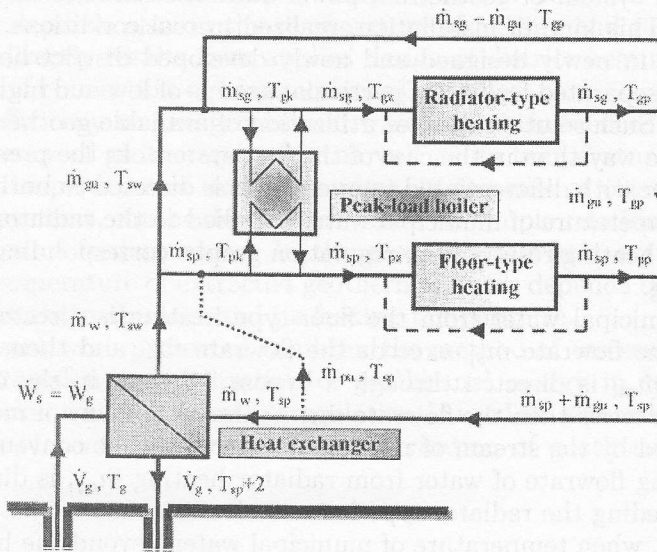 ṁsg - ṁgu , Tgp
ṁsg , Tgk
ṁsg , Tgz
Radiator-type heating
ṁsg , Tgp
ṁgu , Tsw
ṁgu , Tgp
Peak-load boiler
ṁsp , Tpk
ṁsp , Tpz
Floor-type heating
ṁsp , Tpp
ṁw , Tsw
ṁpu , Tsp
Ẇs = Ẇg
ṁw , Tsp
ṁsp + ṁgu , Tsp
Heat exchanger
V̇g , Tg
V̇g , Tsp+2